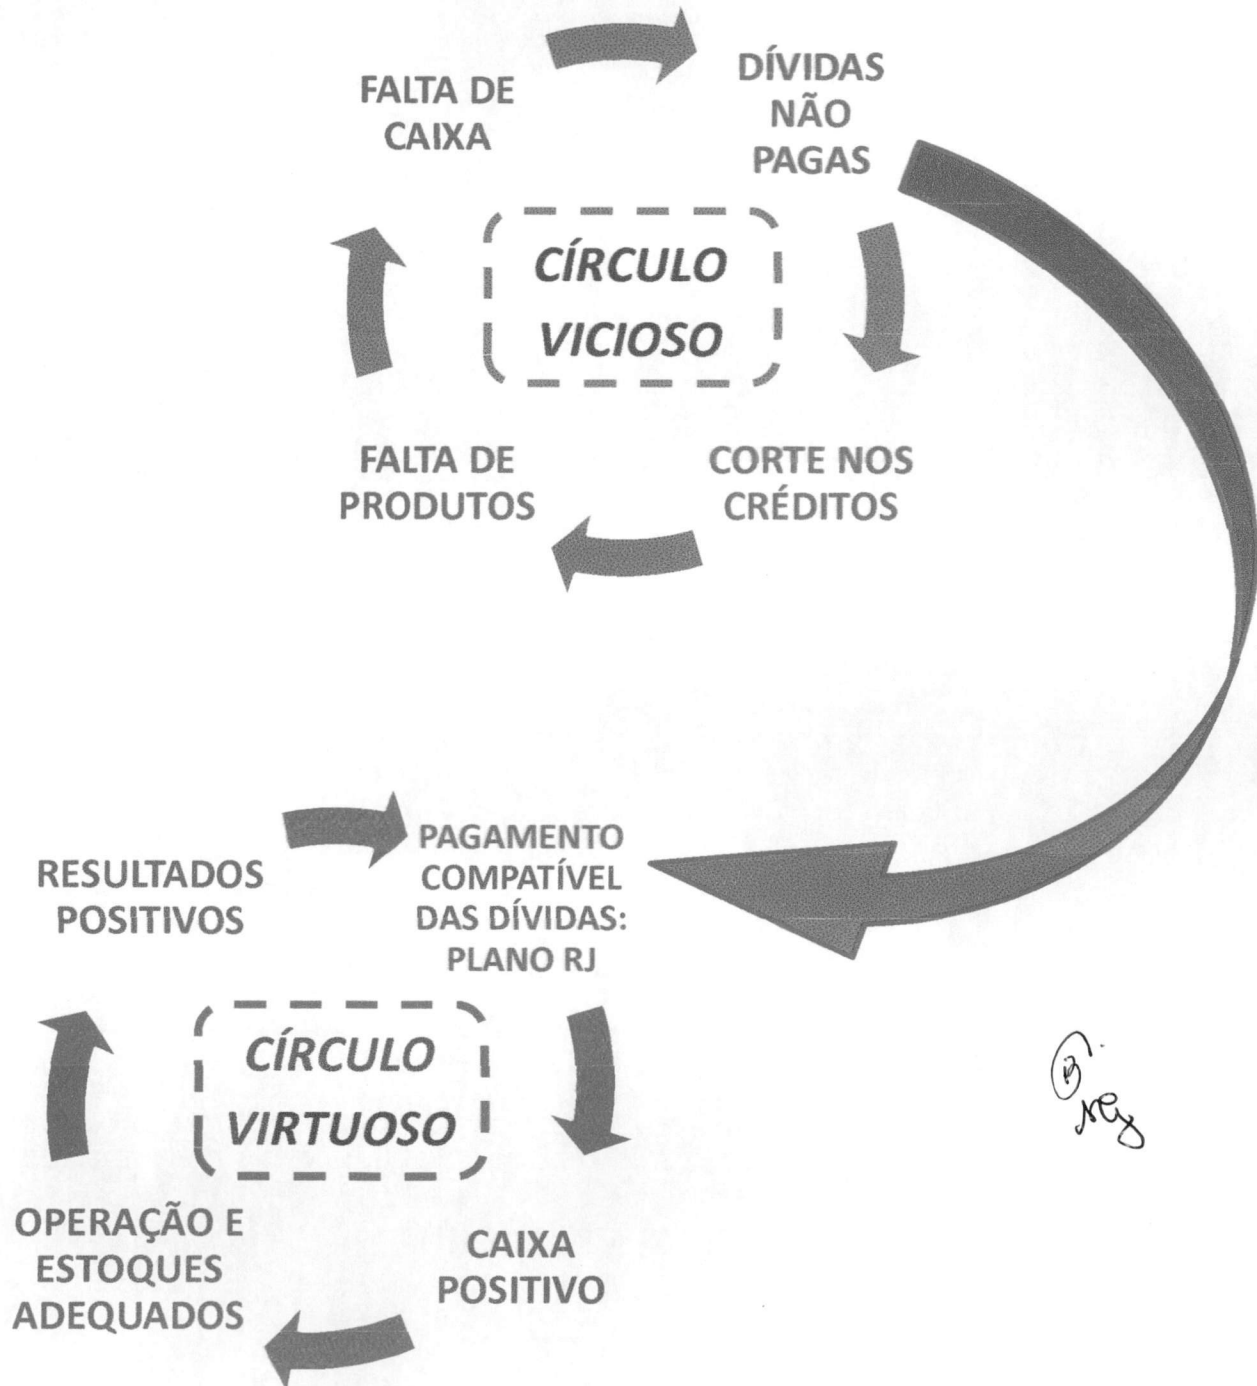 FALTA DE
CAIXA
DÍVIDAS
NÃO
PAGAS
CÍRCULO
VICIOSO
FALTA DE
PRODUTOS
CORTE NOS
CRÉDITOS
RESULTADOS
POSITIVOS
PAGAMENTO
COMPATÍVEL
DAS DÍVIDAS:
PLANO RJ
CÍRCULO
VIRTUOSO
OPERAÇÃO E
ESTOQUES
ADEQUADOS
CAIXA
POSITIVO